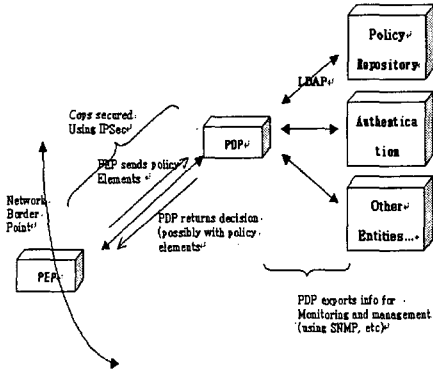 Policy
Repository
LDAP
Cops secured
Using IPSec
PDP
Authentica
tion
PEP sends policy
Elements
Network
Border
Point
PDP returns decision
(possibly with policy
elements
Other
Entities...
PEP
PDP exports info for
Monitoring and management
(using SNMP, etc)